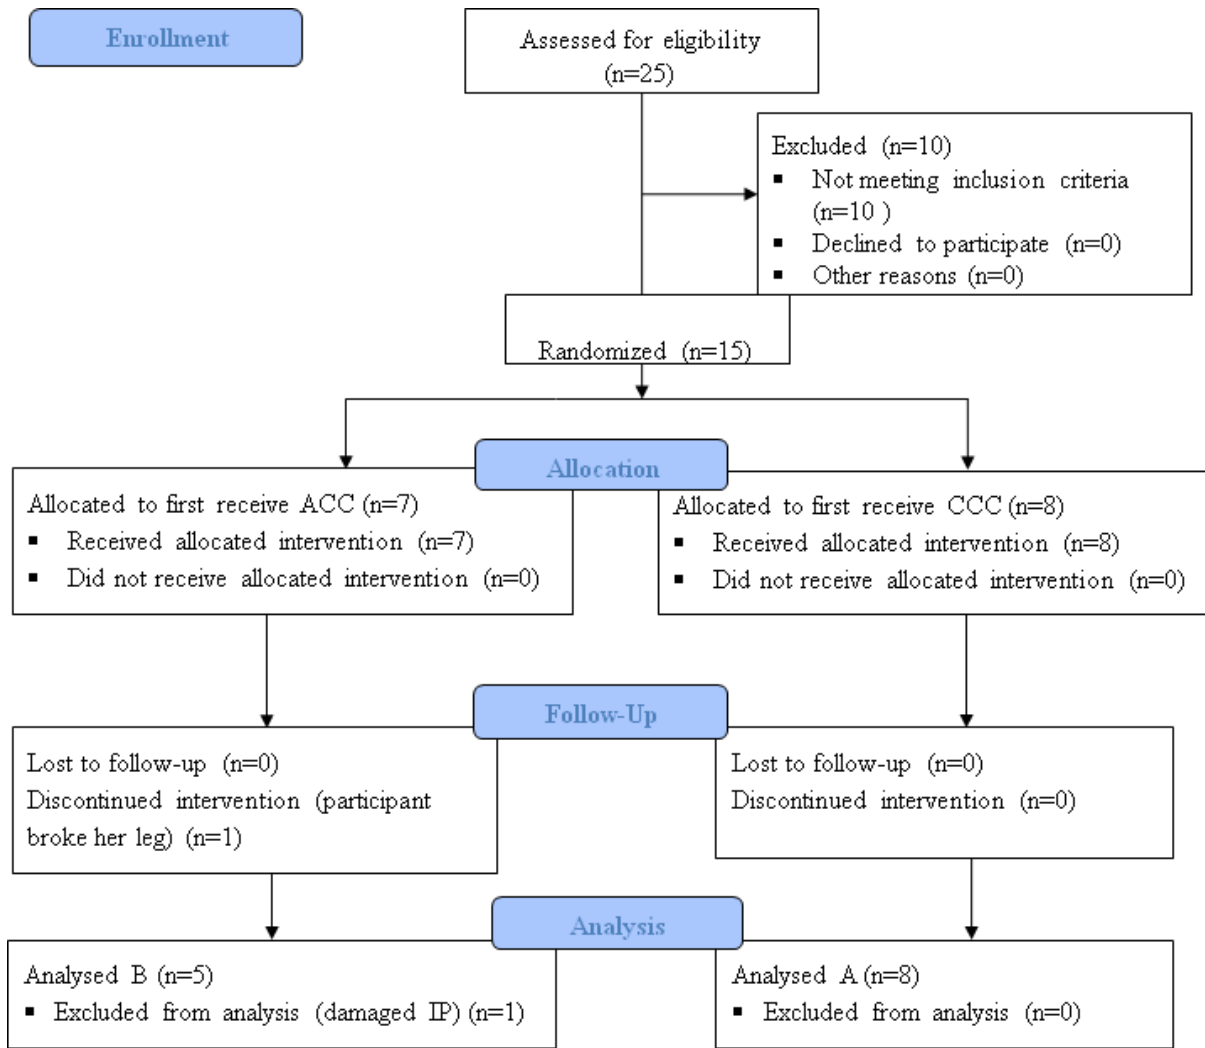 Enrollment
Assessed for eligibility
(n=25)
Excluded (n=10)
▪ Not meeting inclusion criteria
(n=10 )
▪ Declined to participate (n=0)
▪ Other reasons (n=0)
Randomized (n=15)
Allocation
Allocated to first receive ACC (n=7)
▪ Received allocated intervention (n=7)
▪ Did not receive allocated intervention (n=0)
Allocated to first receive CCC (n=8)
▪ Received allocated intervention (n=8)
▪ Did not receive allocated intervention (n=0)
Follow-Up
Lost to follow-up (n=0)
Discontinued intervention (participant
broke her leg) (n=1)
Lost to follow-up (n=0)
Discontinued intervention (n=0)
Analysis
Analysed B (n=5)
▪ Excluded from analysis (damaged IP) (n=1)
Analysed A (n=8)
▪ Excluded from analysis (n=0)